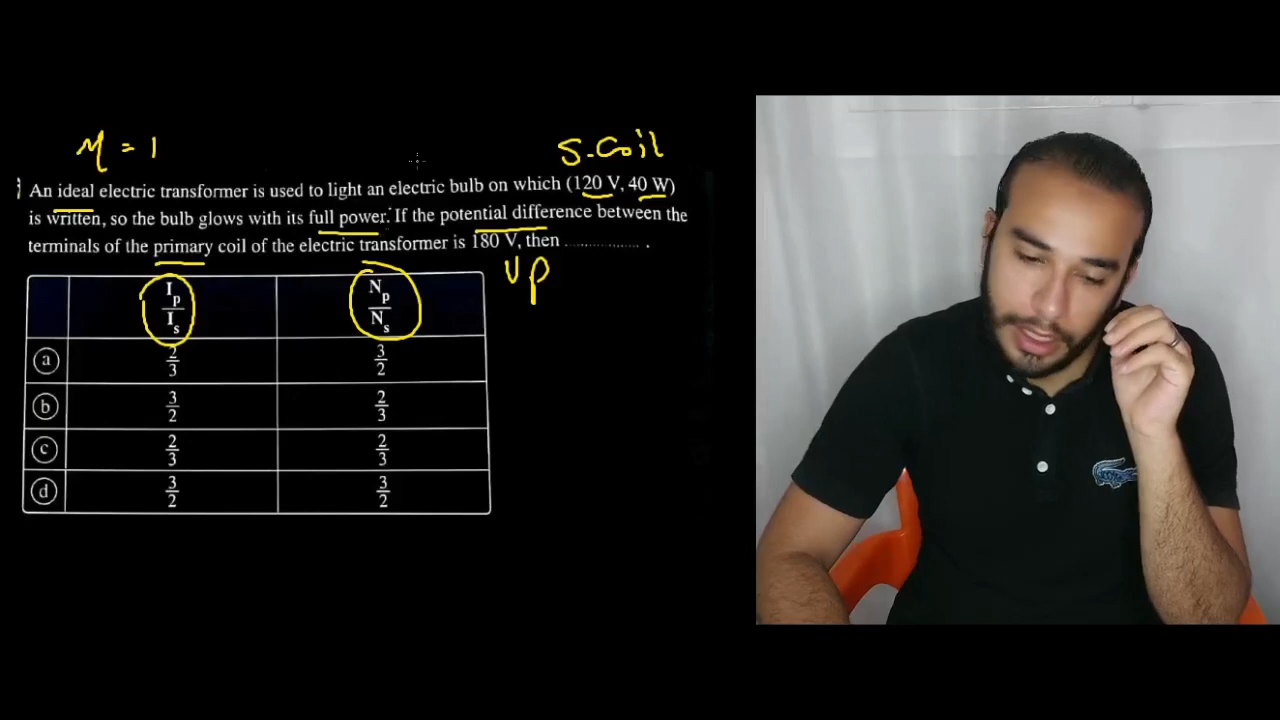 η = 1
S.Coil
An ideal electric transformer is used to light an electric bulb on which (120 V, 40 W)
is written, so the bulb glows with its full power. If the potential difference between the
terminals of the primary coil of the electric transformer is 180 V, then ................... .
Vp
Ip/Is Np/Ns
a 2/3 3/2
b 3/2 2/3
c 2/3 2/3
d 3/2 3/2